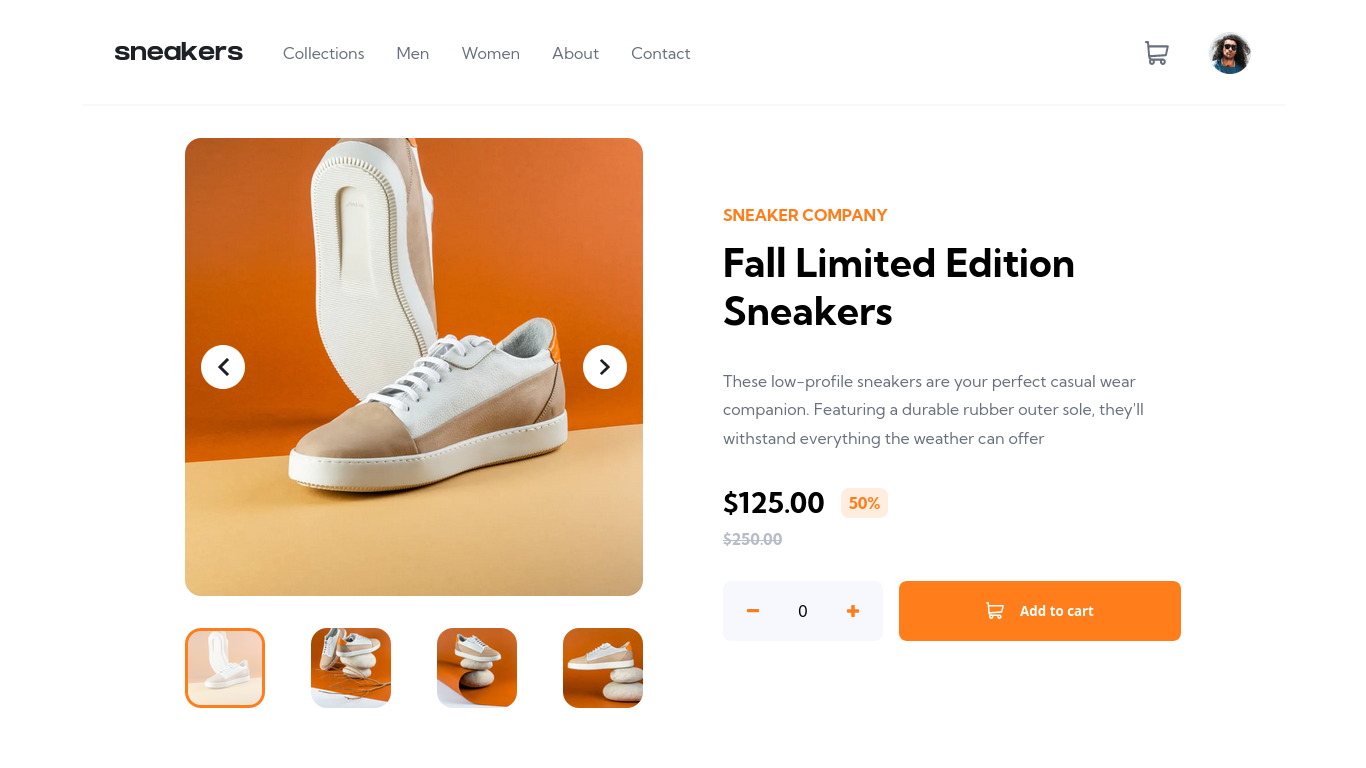 sneakers
Collections
Men
Women
About
Contact
SNEAKER COMPANY
Fall Limited Edition
Sneakers
These low-profile sneakers are your perfect casual wear
companion. Featuring a durable rubber outer sole, they'll
withstand everything the weather can offer
$125.00
50%
$250.00
0
Add to cart